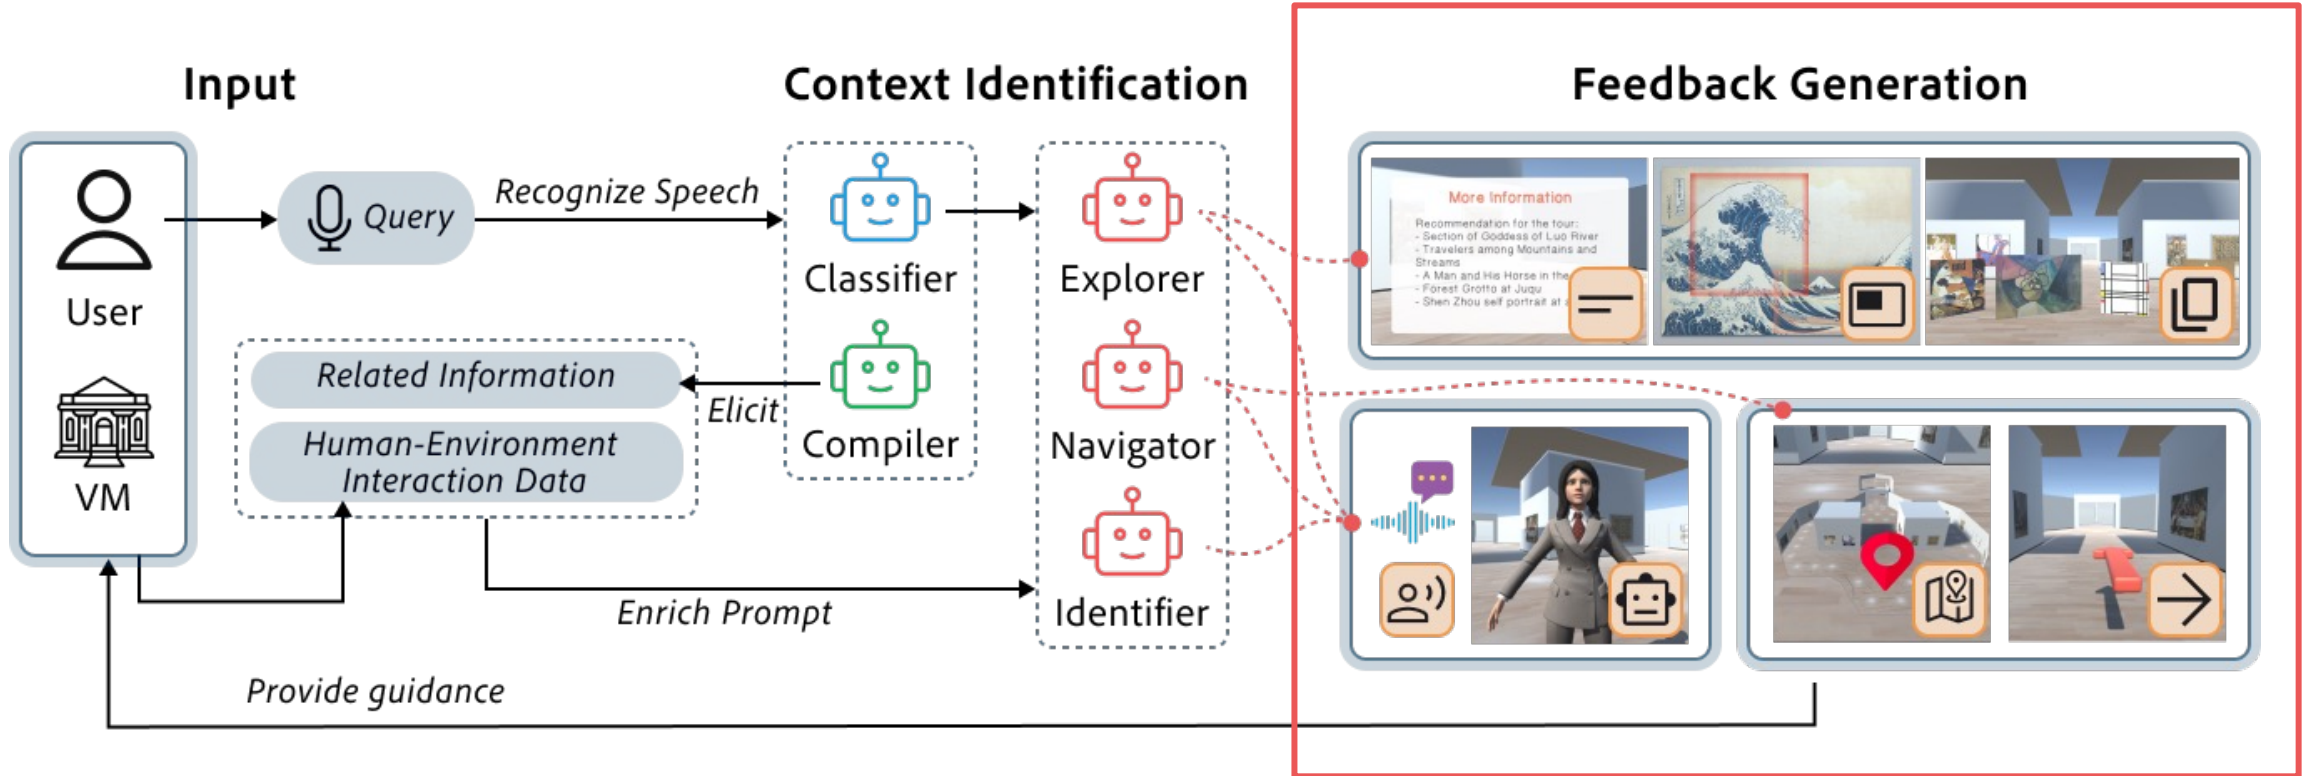 Input
Context Identification
Feedback Generation
User
VM
Query
Recognize Speech
Related Information
Human-Environment
Interaction Data
Elicit
Enrich Prompt
Provide guidance
Classifier
Compiler
Explorer
Navigator
Identifier
More Information
Recommendation for the tour:
- Section of Goddess of Luo River
- Travelers among Mountains and
Streams
- A Man and His Horse in the
- Forest Grotto at Juqu
- Shen Zhou self portrait at